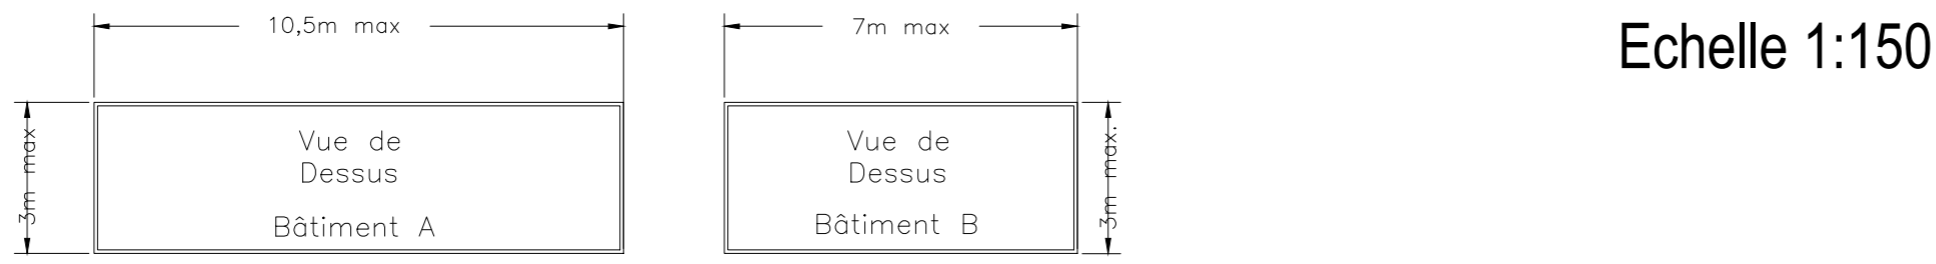 10,5m max
7m max
Echelle 1:150
3m max
Vue de
Dessus
Bâtiment A
Vue de
Dessus
Bâtiment B
3m max.